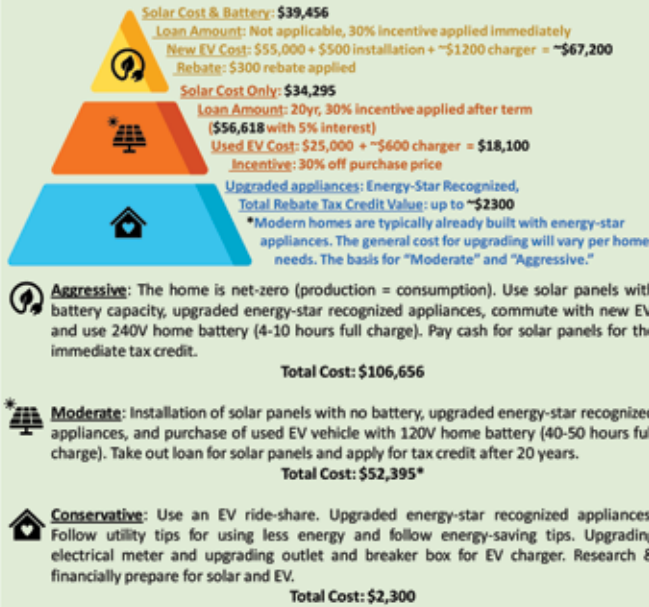 Solar Cost & Battery: $39,456
Loan Amount: Not applicable, 30% incentive applied immediately
New EV Cost: $55,000 + $500 installation + ~$1200 charger = ~$67,200
Rebate: $300 rebate applied
Solar Cost Only: $34,295
Loan Amount: 20yr, 30% incentive applied after term
($56,618 with 5% interest)
Used EV Cost: $25,000 + ~$600 charger = $18,100
Incentive: 30% off purchase price
Upgraded appliances: Energy-Star Recognized,
Total Rebate Tax Credit Value: up to ~$2300
*Modern homes are typically already built with energy-star
appliances. The general cost for upgrading will vary per home
needs. The basis for “Moderate” and “Aggressive.”
Aggressive: The home is net-zero (production = consumption). Use solar panels with
battery capacity, upgraded energy-star recognized appliances, commute with new EV
and use 240V home battery (4-10 hours full charge). Pay cash for solar panels for the
immediate tax credit.
Total Cost: $106,656
Moderate: Installation of solar panels with no battery, upgraded energy-star recognized
appliances, and purchase of used EV vehicle with 120V home battery (40-50 hours ful
charge). Take out loan for solar panels and apply for tax credit after 20 years.
Total Cost: $52,395*
Conservative: Use an EV ride-share. Upgraded energy-star recognized appliances
Follow utility tips for using less energy and follow energy-saving tips. Upgrading
electrical meter and upgrading outlet and breaker box for EV charger. Research &
financially prepare for solar and EV.
Total Cost: $2,300